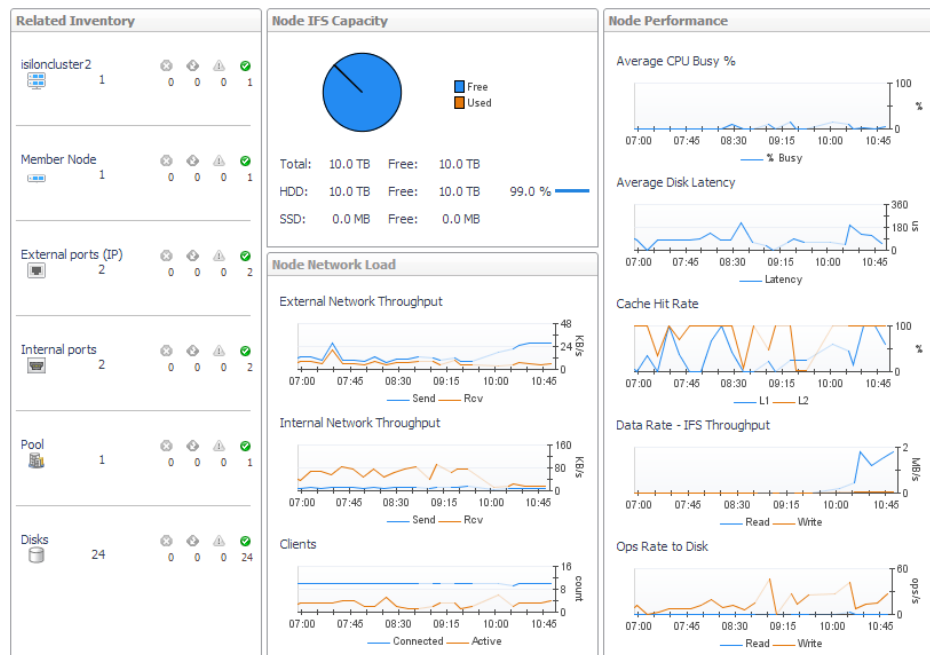 Related Inventory
isiloncluster2
1
0 0 0 1
Member Node
1
0 0 0 1
External ports (IP)
2
0 0 0 2
Internal ports
2
0 0 0 2
Pool
1
0 0 0 1
Disks
24
0 0 0 24
Node IFS Capacity
Free
Used
Total: 10.0 TB Free: 10.0 TB
HDD: 10.0 TB Free: 10.0 TB 99.0 %
SSD: 0.0 MB Free: 0.0 MB
Node Network Load
External Network Throughput
48
24
0
KB/s
07:00 07:45 08:30 09:15 10:00 10:45
Send Rcv
Internal Network Throughput
160
80
0
KB/s
07:00 07:45 08:30 09:15 10:00 10:45
Send Rcv
Clients
16
8
0
count
07:00 07:45 08:30 09:15 10:00 10:45
Connected Active
Node Performance
Average CPU Busy %
100
0
%
07:00 07:45 08:30 09:15 10:00 10:45
% Busy
Average Disk Latency
360
180
0
us
07:00 07:45 08:30 09:15 10:00 10:45
Latency
Cache Hit Rate
100
0
%
07:00 07:45 08:30 09:15 10:00 10:45
L1 L2
Data Rate - IFS Throughput
2
0
MB/s
07:00 07:45 08:30 09:15 10:00 10:45
Read Write
Ops Rate to Disk
60
0
ops/s
07:00 07:45 08:30 09:15 10:00 10:45
Read Write